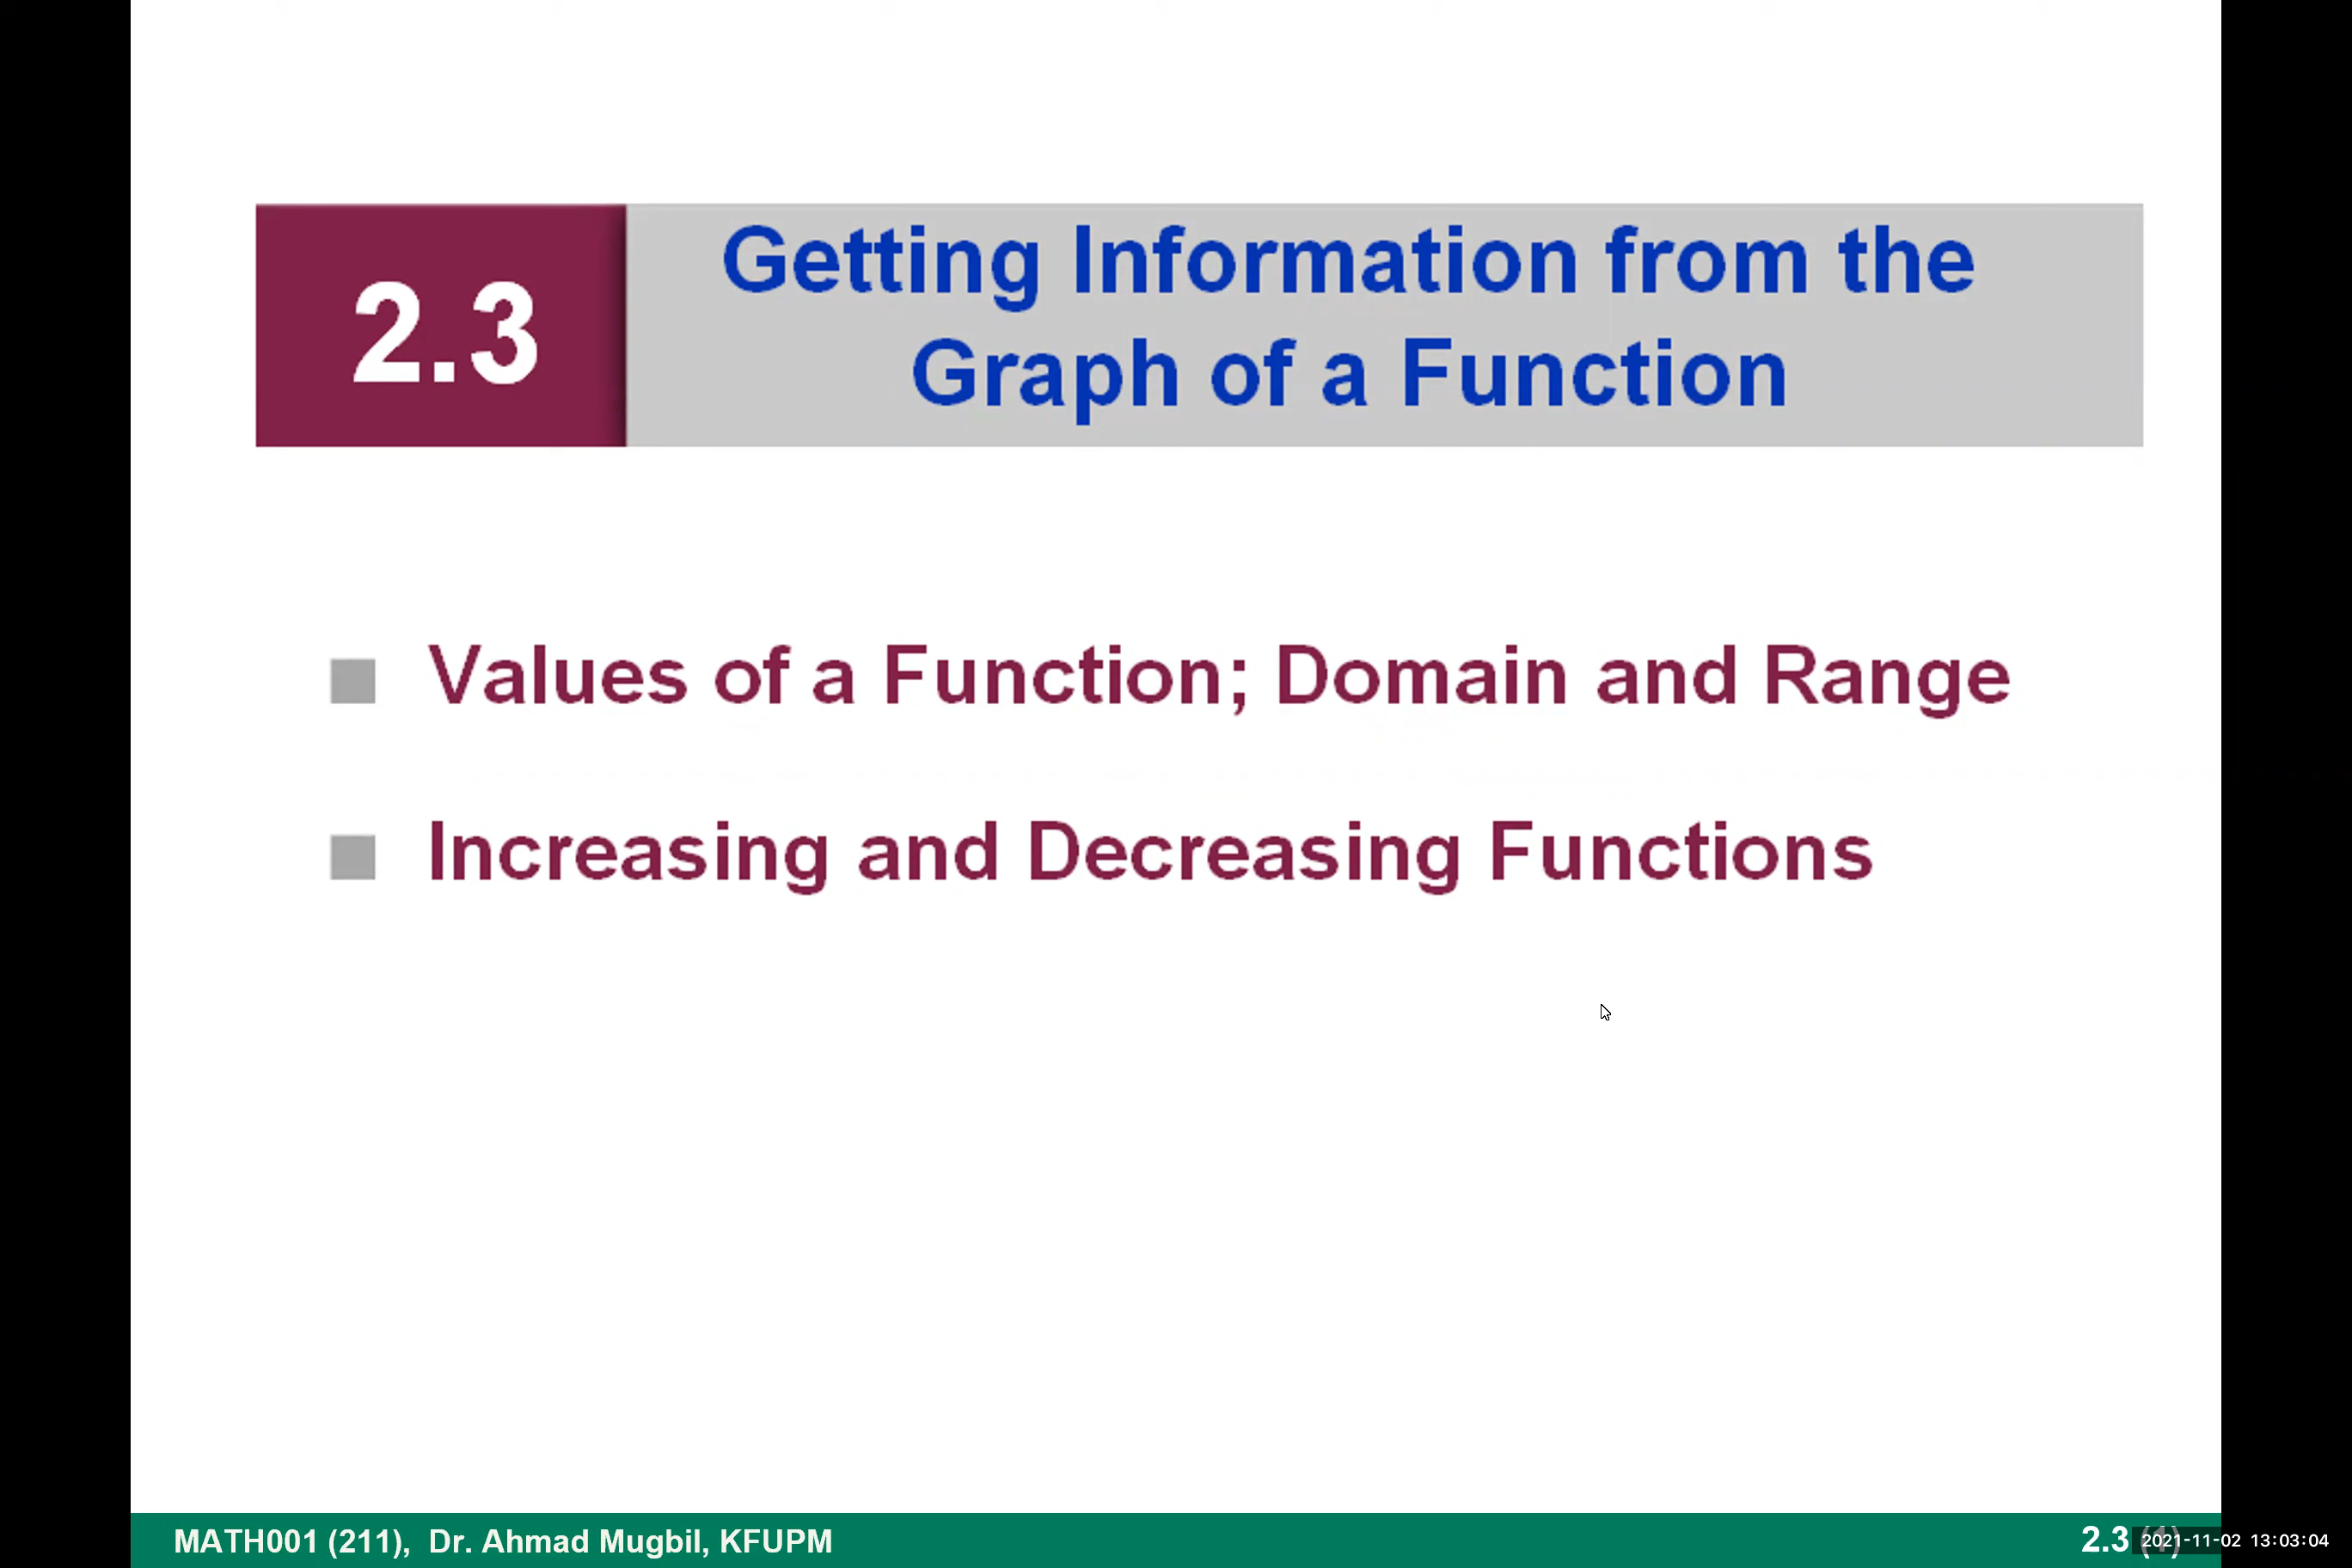 2.3
Getting Information from the
Graph of a Function
Values of a Function; Domain and Range
Increasing and Decreasing Functions
MATH001 (211), Dr. Ahmad Mugbil, KFUPM
2.3 (1)
2021-11-02 13:03:04